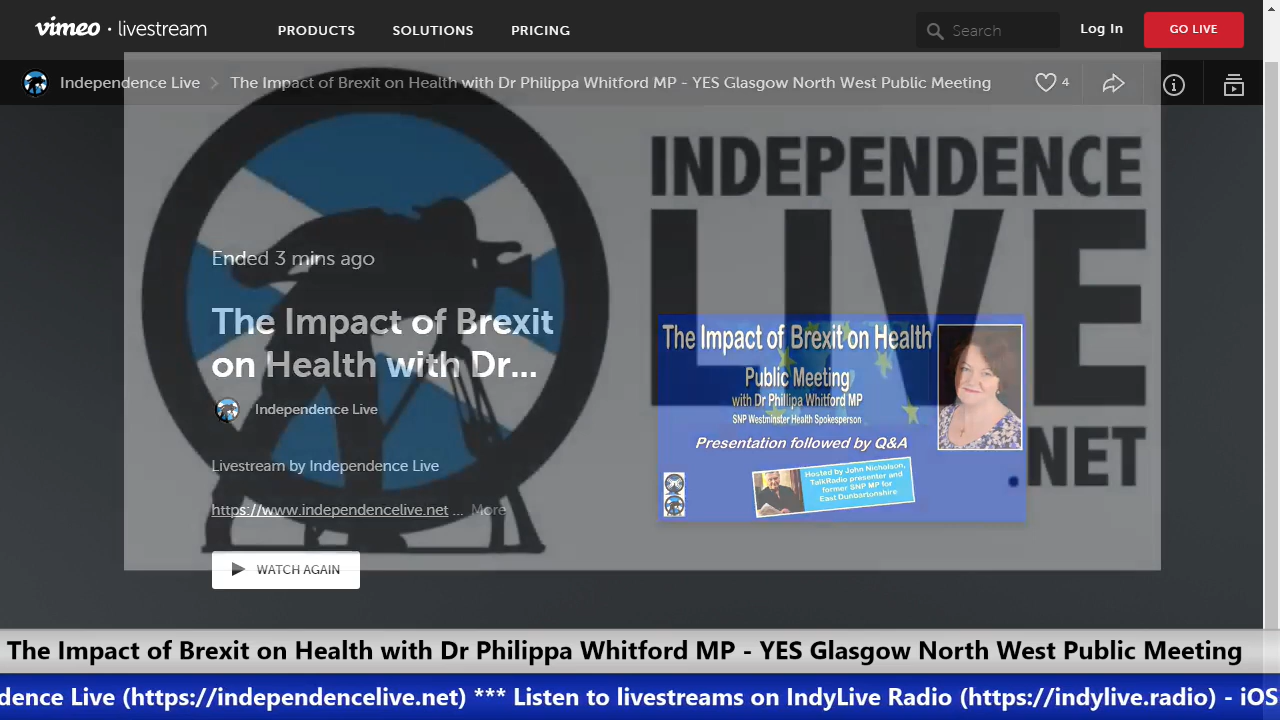 vimeo · livestream PRODUCTS SOLUTIONS PRICING Search Log In GO LIVE
Independence Live The Impact of Brexit on Health with Dr Philippa Whitford MP - YES Glasgow North West Public Meeting 4
INDEPENDENCE
LIVE
NET
Ended 3 mins ago
The Impact of Brexit
on Health with Dr...
Independence Live
Livestream by Independence Live
https://www.independencelive.net ... More
WATCH AGAIN
The Impact of Brexit on Health
Public Meeting
with Dr Phillipa Whitford MP
SNP Westminster Health Spokesperson
Presentation followed by Q&A
Hosted by John Nicholson,
TalkRadio presenter and
former SNP MP for
East Dunbartonshire
The Impact of Brexit on Health with Dr Philippa Whitford MP - YES Glasgow North West Public Meeting
dence Live (https://independencelive.net) *** Listen to livestreams on IndyLive Radio (https://indylive.radio) - iOS